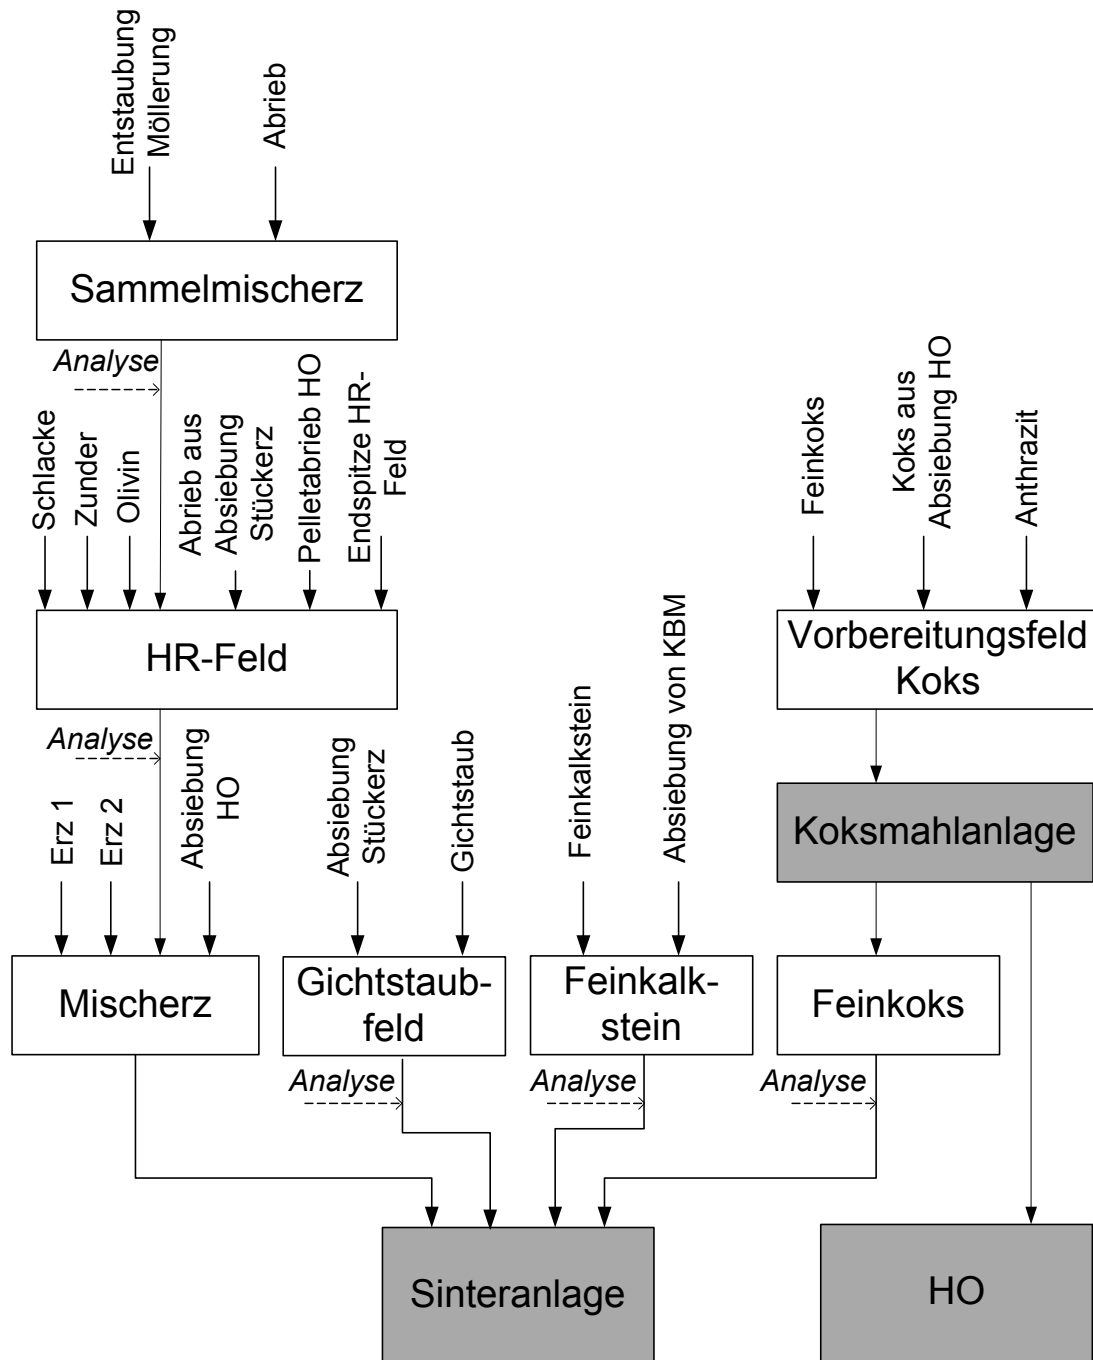 Entstaubung
Möllerung
Abrieb
Sammelmischerz
Analyse
Schlacke
Zunder
Olivin
Abrieb aus
Absiebung
Stückerz
Pelletabrieb HO
Endspitze HR-
Feld
Feinkoks
Koks aus
Absiebung HO
Anthrazit
HR-Feld
Vorbereitungsfeld
Koks
Analyse
Erz 1
Erz 2
Absiebung
HO
Absiebung
Stückerz
Gichtstaub
Feinkalkstein
Absiebung von KBM
Koksmahlanlage
Mischerz
Gichtstaub-
feld
Feinkalk-
stein
Feinkoks
Analyse
Analyse
Analyse
Sinteranlage
HO